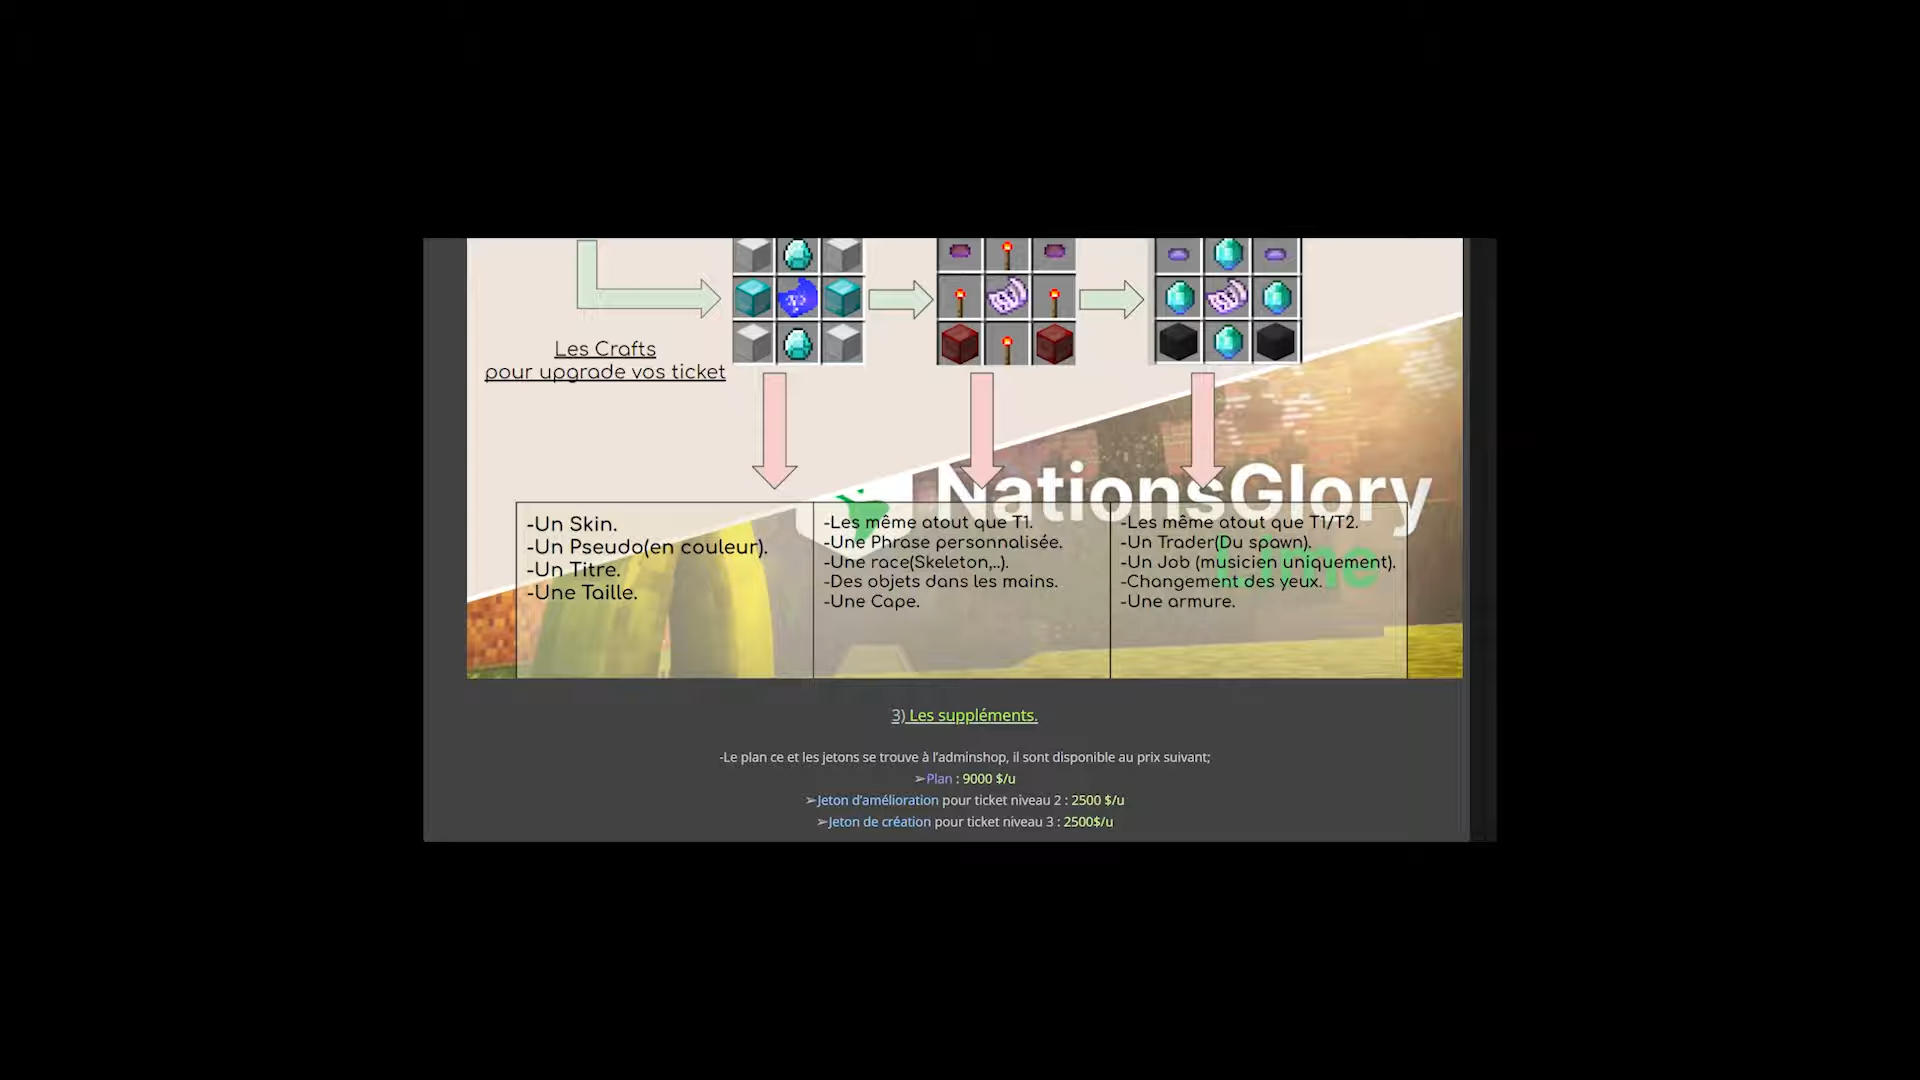 Les Crafts
pour upgrade vos ticket
NationsGlory
Lime
-Un Skin.
-Un Pseudo(en couleur).
-Un Titre.
-Une Taille.
-Les même atout que T1.
-Une Phrase personnalisée.
-Une race(Skeleton,..).
-Des objets dans les mains.
-Une Cape.
-Les même atout que T1/T2.
-Un Trader(Du spawn).
-Un Job (musicien uniquement).
-Changement des yeux.
-Une armure.
3) Les suppléments.
-Le plan ce et les jetons se trouve à l'adminshop, il sont disponible au prix suivant;
➢Plan : 9000 $/u
➢Jeton d'amélioration pour ticket niveau 2 : 2500 $/u
➢Jeton de création pour ticket niveau 3 : 2500$/u